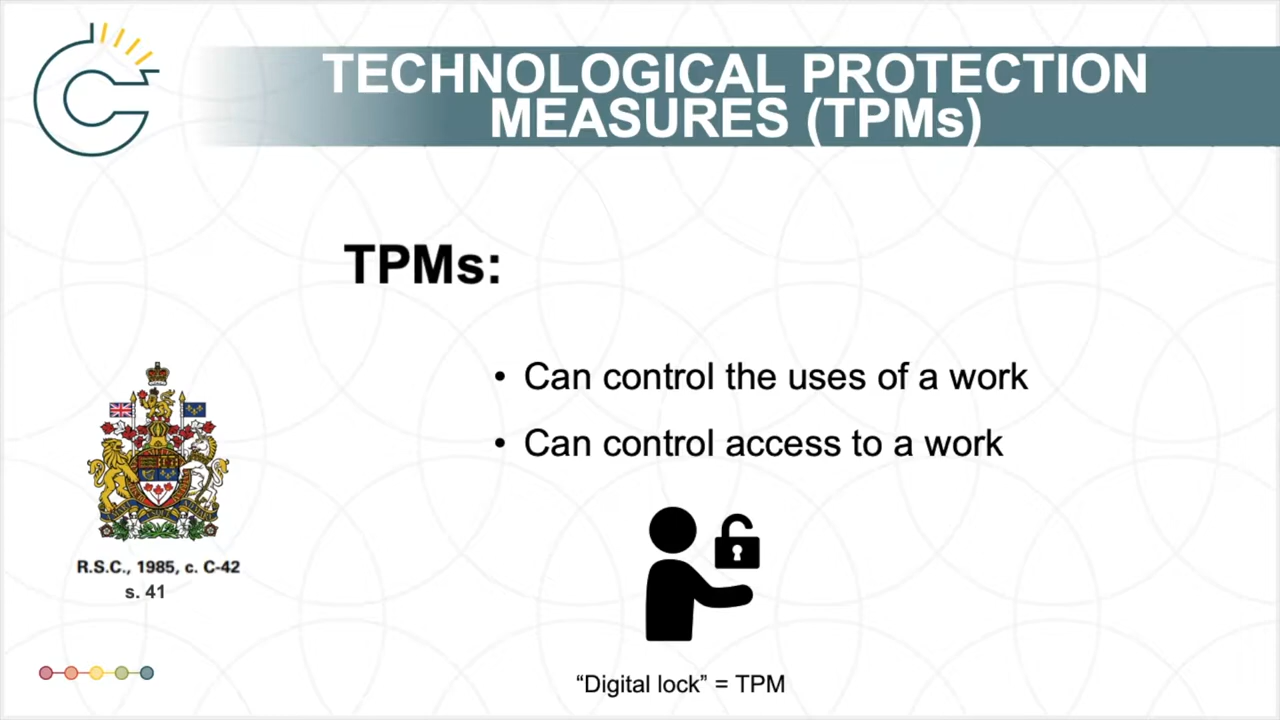 TECHNOLOGICAL PROTECTION
MEASURES (TPMs)
TPMs:
• Can control the uses of a work
• Can control access to a work
R.S.C., 1985, c. C-42
s. 41
“Digital lock” = TPM